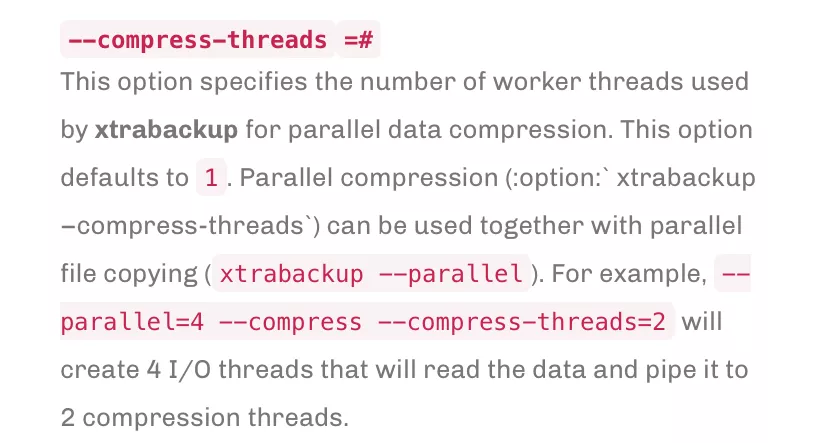 --compress-threads =#
This option specifies the number of worker threads used
by xtrabackup for parallel data compression. This option
defaults to 1. Parallel compression (:option:` xtrabackup
–compress-threads`) can be used together with parallel
file copying (xtrabackup --parallel). For example, --
parallel=4 --compress --compress-threads=2 will
create 4 I/O threads that will read the data and pipe it to
2 compression threads.